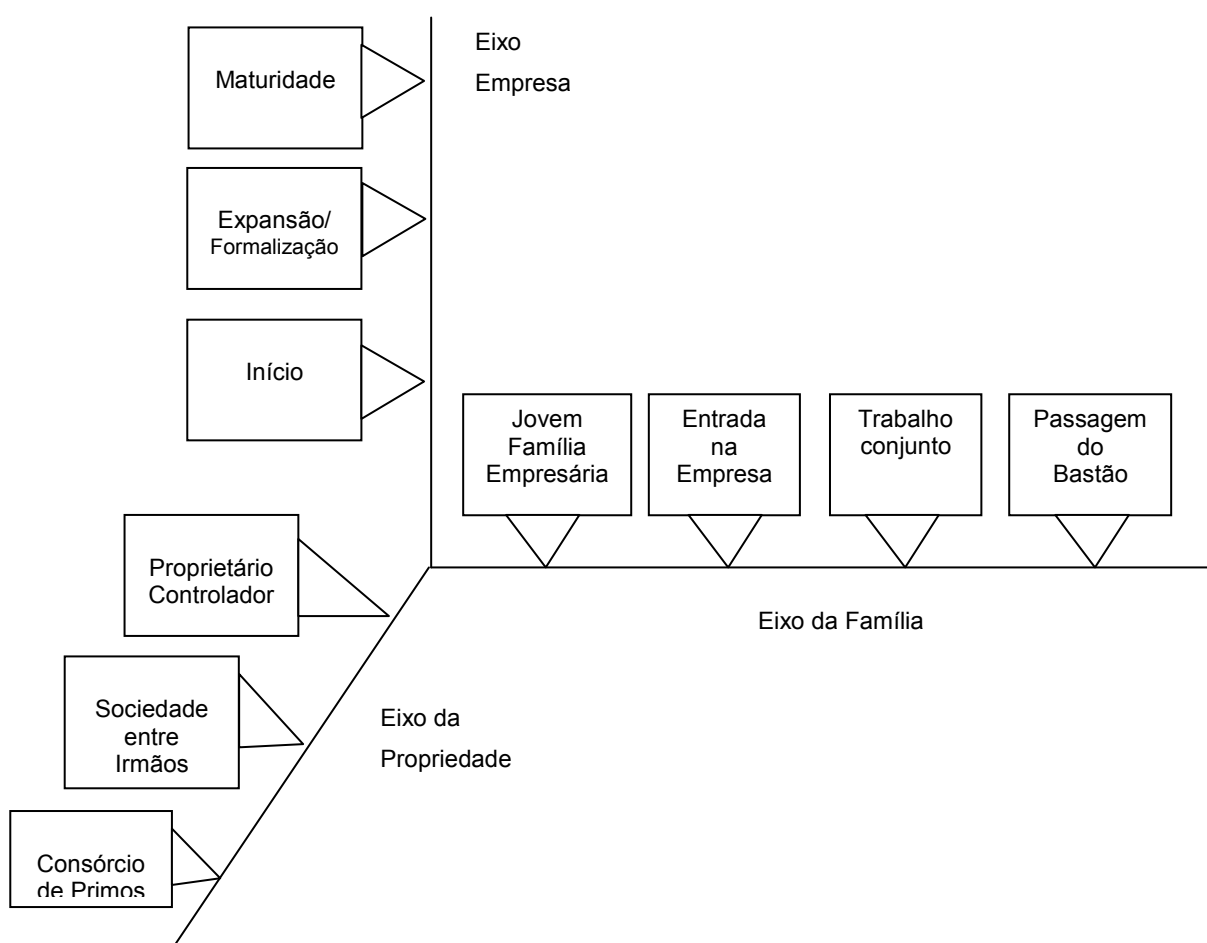 Eixo
Empresa
Maturidade
Expansão/
Formalização
Início
Jovem
Família
Empresária
Entrada
na
Empresa
Trabalho
conjunto
Passagem
do
Bastão
Proprietário
Controlador
Eixo da Família
Sociedade
entre
Irmãos
Eixo da
Propriedade
Consórcio
de Primos